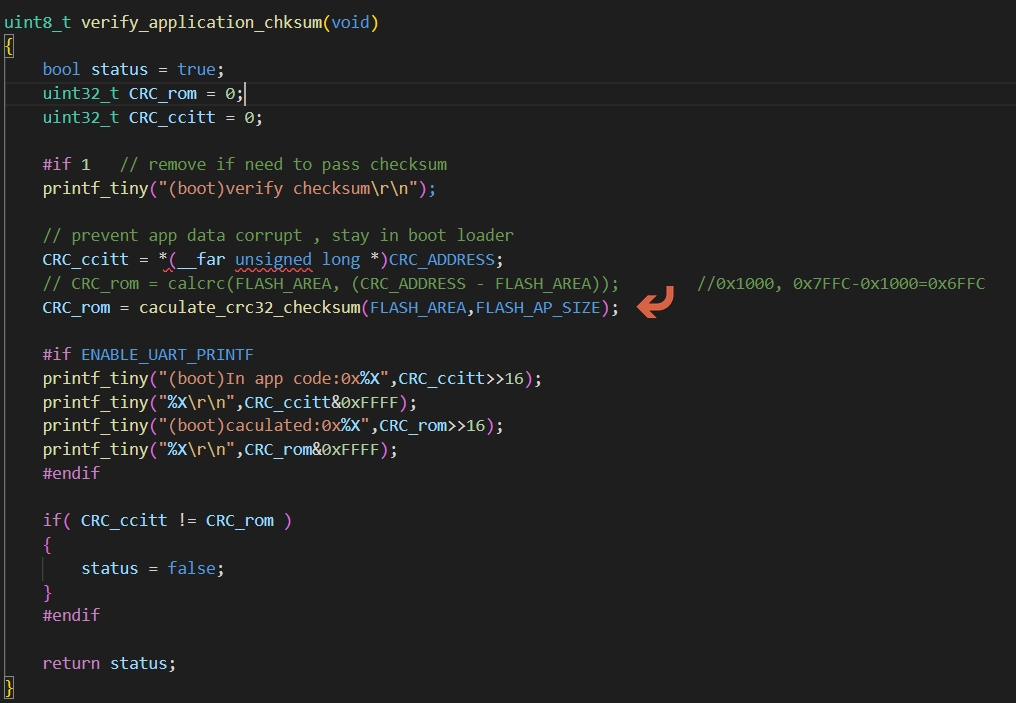 uint8_t verify_application_chksum(void)
{
    bool status = true;
    uint32_t CRC_rom = 0;
    uint32_t CRC_ccitt = 0;

    #if 1   // remove if need to pass checksum
    printf_tiny("(boot)verify checksum\r\n");

    // prevent app data corrupt , stay in boot loader
    CRC_ccitt = *(__far unsigned long *)CRC_ADDRESS;
    // CRC_rom = calcrc(FLASH_AREA, (CRC_ADDRESS - FLASH_AREA));        //0x1000, 0x7FFC-0x1000=0x6FFC
    CRC_rom = caculate_crc32_checksum(FLASH_AREA,FLASH_AP_SIZE);

    #if ENABLE_UART_PRINTF
    printf_tiny("(boot)In app code:0x%X",CRC_ccitt>>16);
    printf_tiny("%X\r\n",CRC_ccitt&0xFFFF);
    printf_tiny("(boot)caculated:0x%X",CRC_rom>>16);
    printf_tiny("%X\r\n",CRC_rom&0xFFFF);
    #endif

    if( CRC_ccitt != CRC_rom )
    {
        status = false;
    }
    #endif

    return status;
}